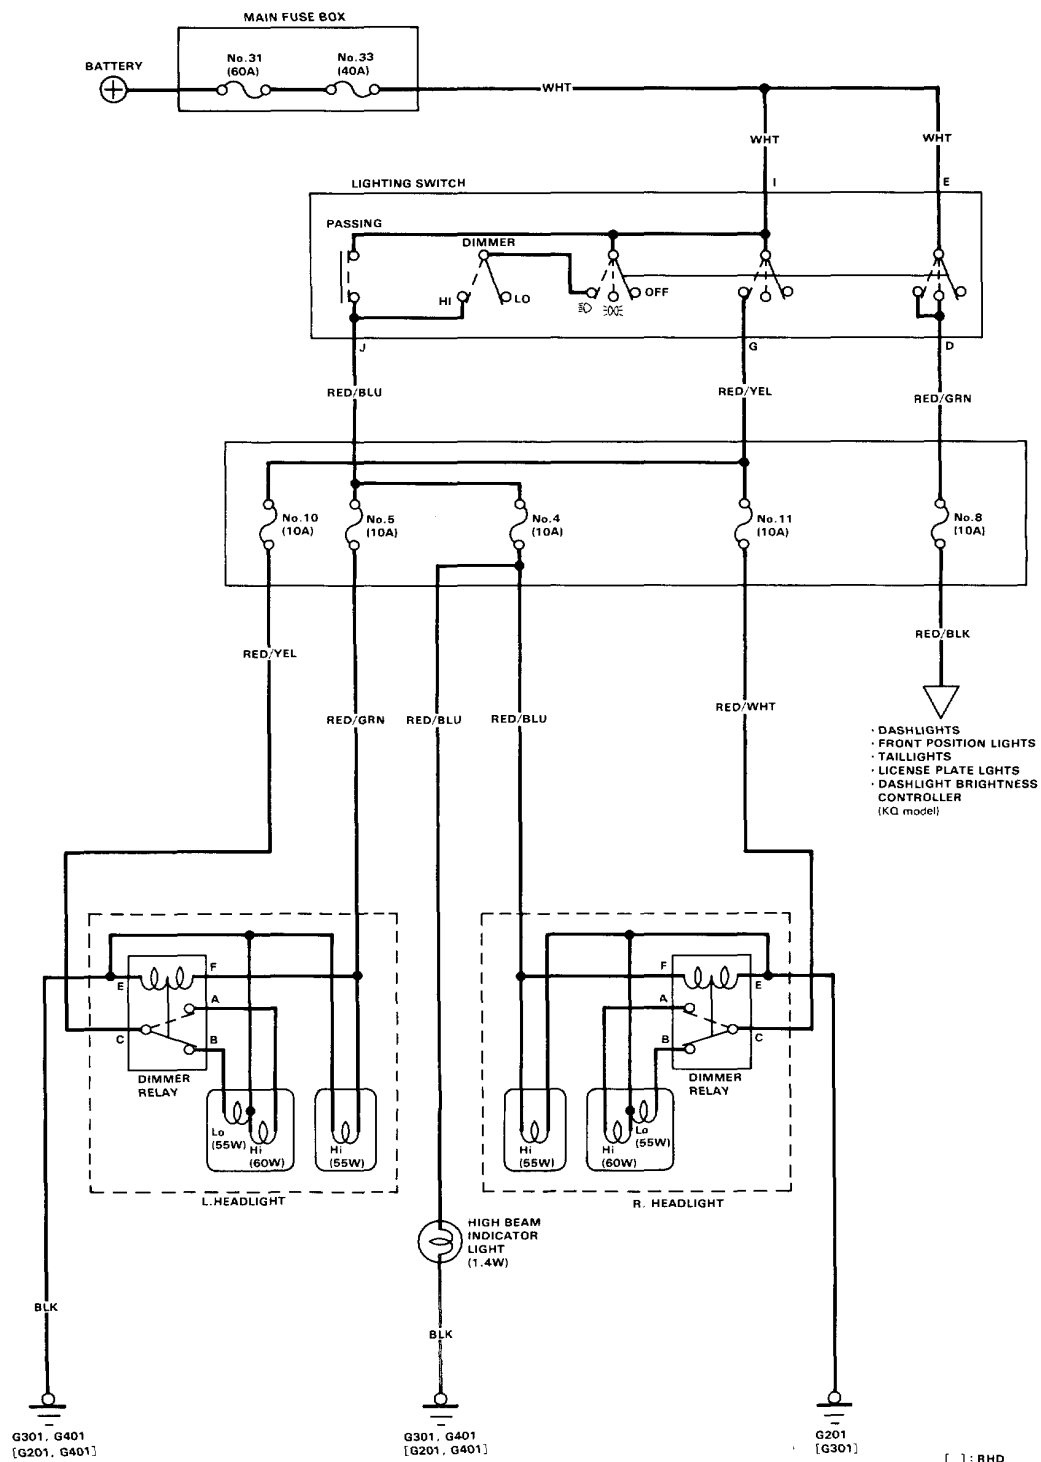 MAIN FUSE BOX
BATTERY
No.31
(60A)
No.33
(40A)
WHT
WHT
WHT
LIGHTING SWITCH
I
E
PASSING
DIMMER
HI
LO
OFF
J
G
D
RED/BLU
RED/YEL
RED/GRN
No.10
(10A)
No.5
(10A)
No.4
(10A)
No.11
(10A)
No.8
(10A)
RED/BLK
RED/YEL
RED/GRN
RED/BLU
RED/BLU
RED/WHT
· DASHLIGHTS
· FRONT POSITION LIGHTS
· TAILLIGHTS
· LICENSE PLATE LGHTS
· DASHLIGHT BRIGHTNESS
CONTROLLER
(KQ model)
E
F
A
C
B
DIMMER
RELAY
Lo
(55W)
Hi
(60W)
Hi
(55W)
L.HEADLIGHT
F
E
A
B
C
DIMMER
RELAY
Hi
(55W)
Hi
(60W)
Lo
(55W)
R. HEADLIGHT
HIGH BEAM
INDICATOR
LIGHT
(1.4W)
BLK
BLK
G301, G401
[G201, G401]
G301, G401
[G201, G401]
G201
[G301]
[ ]: RHD